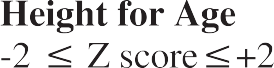 Height for Age
-2 ≤ Z score ≤ +2